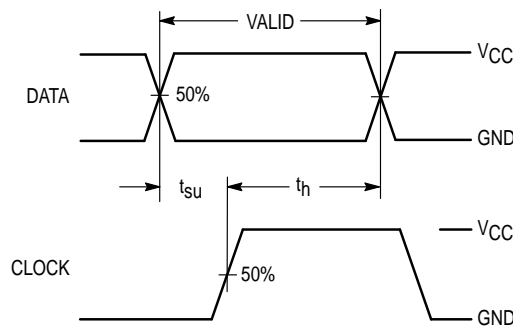 VALID
VCC
DATA
50%
GND
tsu
th
VCC
CLOCK
50%
GND